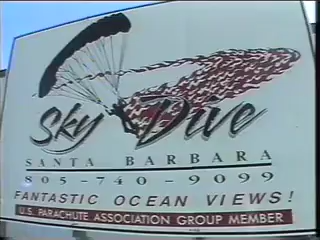 Sky Dive
SANTA BARBARA
805-740-9099
FANTASTIC OCEAN VIEWS!
U.S. PARACHUTE ASSOCIATION GROUP MEMBER